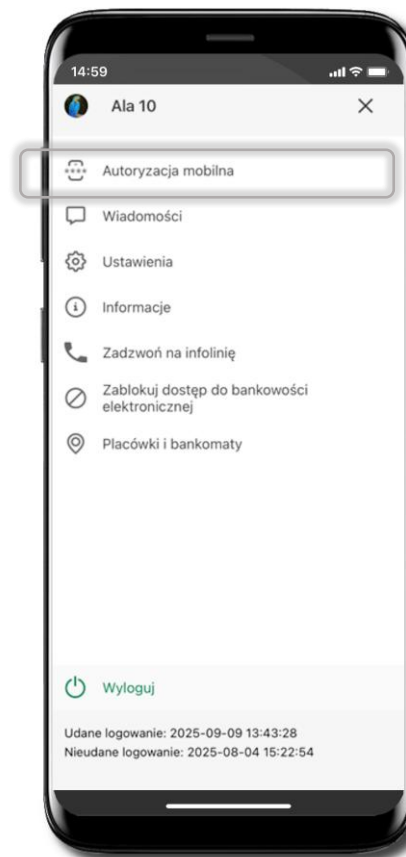 14:59
Ala 10
Autoryzacja mobilna
Wiadomości
Ustawienia
Informacje
Zadzwoń na infolinię
Zablokuj dostęp do bankowości
elektronicznej
Placówki i bankomaty
Wyloguj
Udane logowanie: 2025-09-09 13:43:28
Nieudane logowanie: 2025-08-04 15:22:54